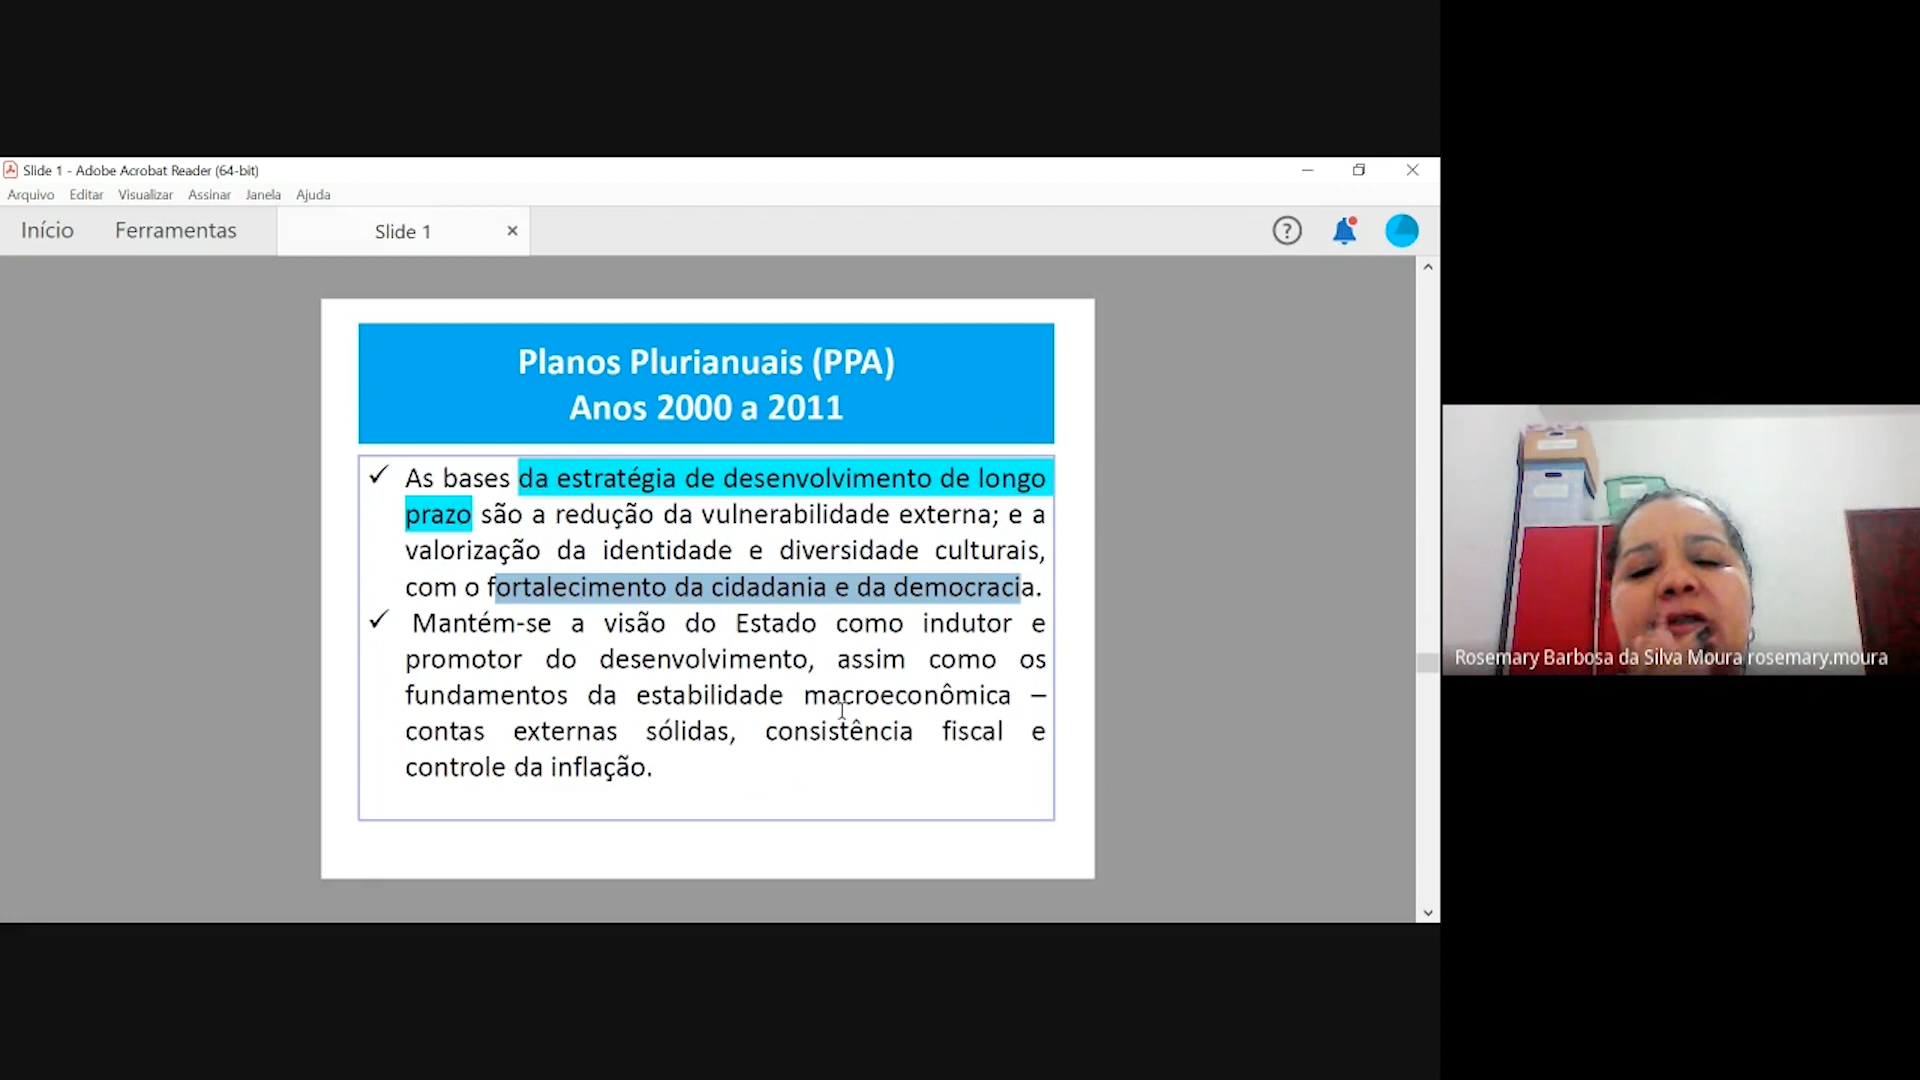 Slide 1 - Adobe Acrobat Reader (64-bit)
Arquivo Editar Visualizar Assinar Janela Ajuda
Início Ferramentas Slide 1
Planos Plurianuais (PPA)
Anos 2000 a 2011
✓ As bases da estratégia de desenvolvimento de longo
prazo são a redução da vulnerabilidade externa; e a
valorização da identidade e diversidade culturais,
com o fortalecimento da cidadania e da democracia.
✓ Mantém-se a visão do Estado como indutor e
promotor do desenvolvimento, assim como os
fundamentos da estabilidade macroeconômica –
contas externas sólidas, consistência fiscal e
controle da inflação.
Rosemary Barbosa da Silva Moura rosemary.moura